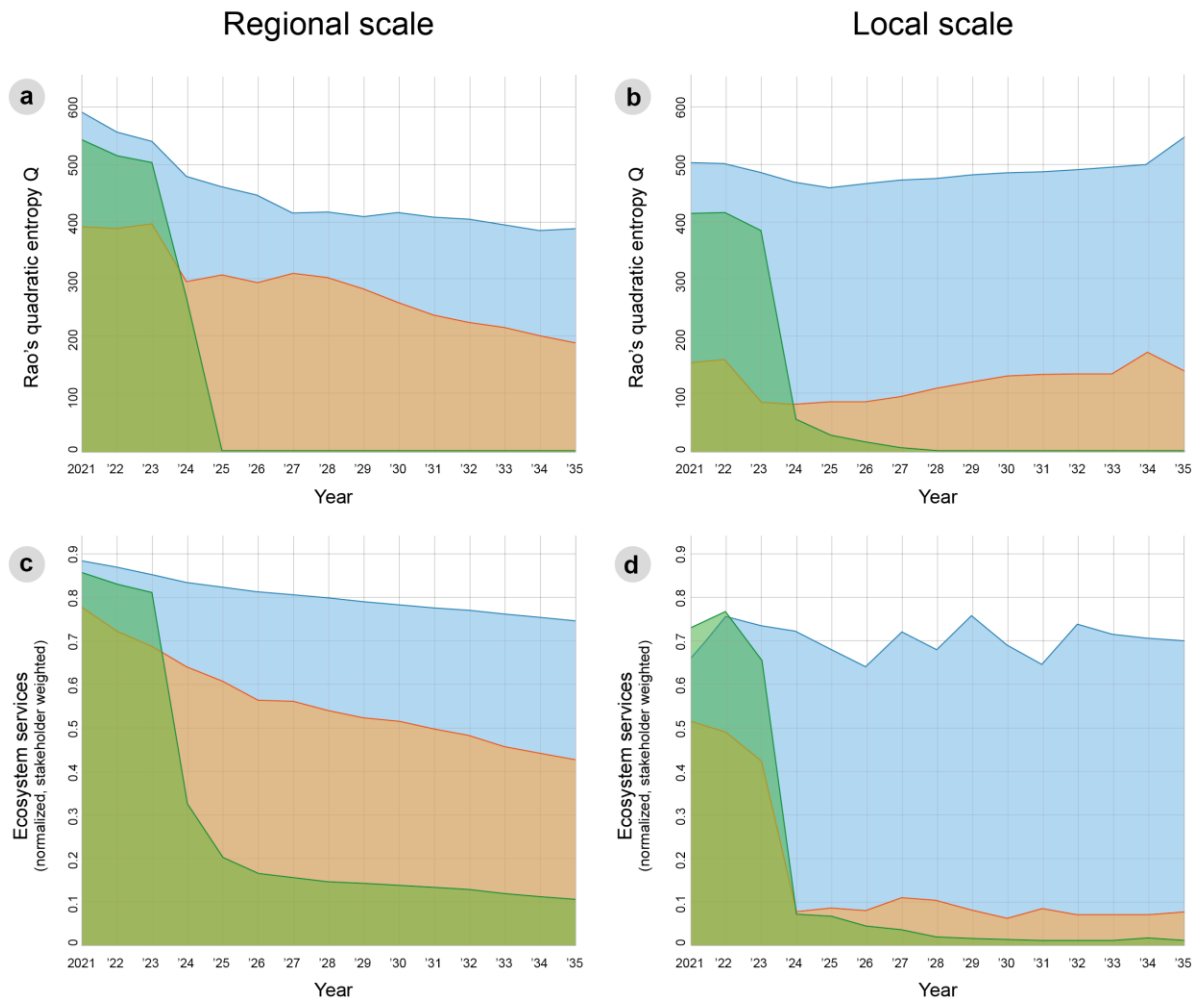 Regional scale
Local scale
a
Rao's quadratic entropy Q
600
500
400
300
200
100
0
2021 '22 '23 '24 '25 '26 '27 '28 '29 '30 '31 '32 '33 '34 '35
Year
b
Rao's quadratic entropy Q
600
500
400
300
200
100
0
2021 '22 '23 '24 '25 '26 '27 '28 '29 '30 '31 '32 '33 '34 '35
Year
c
Ecosystem services
(normalized, stakeholder weighted)
0.9
0.8
0.7
0.6
0.5
0.4
0.3
0.2
0.1
0
2021 '22 '23 '24 '25 '26 '27 '28 '29 '30 '31 '32 '33 '34 '35
Year
d
Ecosystem services
(normalized, stakeholder weighted)
0.9
0.8
0.7
0.6
0.5
0.4
0.3
0.2
0.1
0
2021 '22 '23 '24 '25 '26 '27 '28 '29 '30 '31 '32 '33 '34 '35
Year